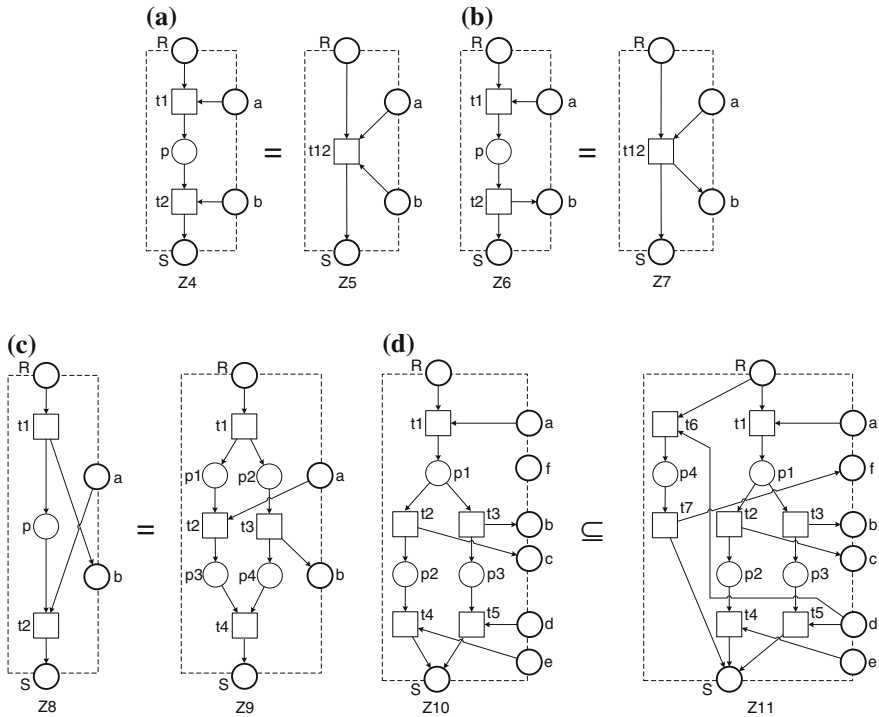 (a)
(b)
R
R
R
R
t1
a
a
t1
a
a
p
=
t12
p
=
t12
t2
b
b
t2
b
b
S
S
S
S
Z4
Z5
Z6
Z7
(c)
(d)
R
R
R
R
t1
t1
t1
a
t6
t1
a
a
p1
p2
a
p1
f
p4
p1
f
p
=
t2
t3
t2
t3
b
⊆
t7
t2
t3
b
c
c
b
p3
p4
b
p2
p3
p2
p3
t2
t4
t4
t5
d
t4
t5
d
e
e
S
S
S
S
Z8
Z9
Z10
Z11